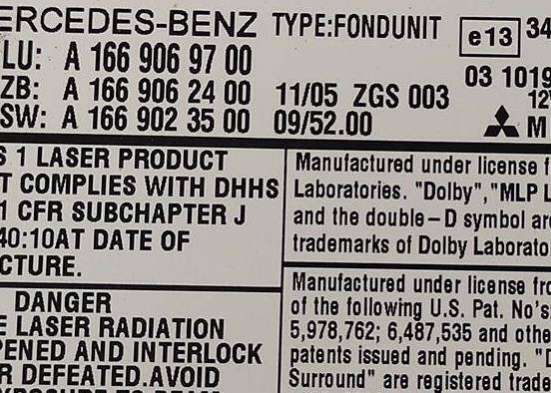 ERCEDES-BENZ TYPE:FONDUNIT e13 34
LU: A 166 906 97 00
03 1019
ZB: A 166 906 24 00 11/05 ZGS 003
12V
SW: A 166 902 35 00 09/52.00
M
S 1 LASER PRODUCT
T COMPLIES WITH DHHS
1 CFR SUBCHAPTER J
40:10AT DATE OF
CTURE.
Manufactured under license f
Laboratories. "Dolby","MLP L
and the double-D symbol are
trademarks of Dolby Laborato
DANGER
E LASER RADIATION
PENED AND INTERLOCK
R DEFEATED.AVOID
EXPOSURE TO BEAM
Manufactured under license fro
of the following U.S. Pat. No's
5,978,762; 6,487,535 and othe
patents issued and pending. "D
Surround" are registered trade